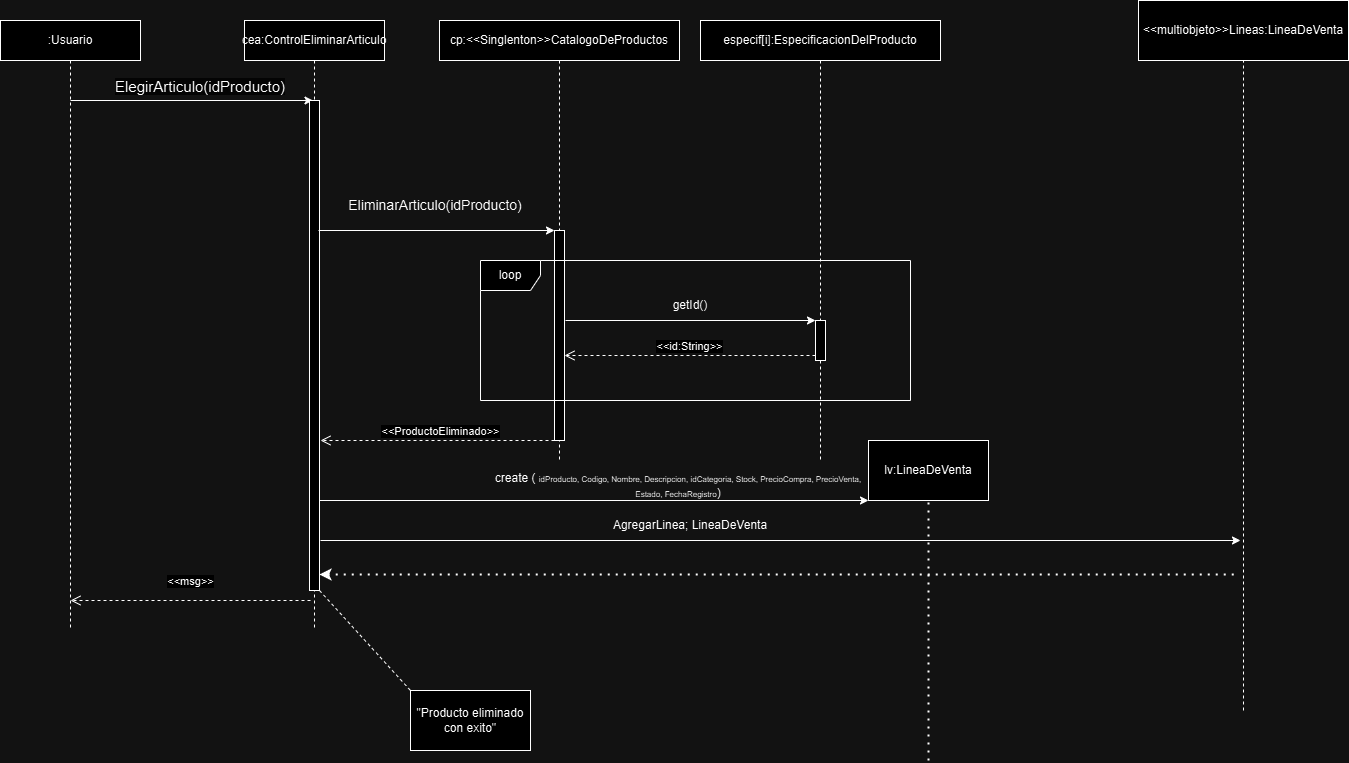 :Usuario
cea:ControlEliminarArticulo
cp:<<Singlenton>>CatalogoDeProductos
especif[i]:EspecificacionDelProducto
<<multiobjeto>>Lineas:LineaDeVenta
ElegirArticulo(idProducto)
EliminarArticulo(idProducto)
loop
getId()
<<id:String>>
<<ProductoEliminado>>
lv:LineaDeVenta
create ( idProducto, Codigo, Nombre, Descripcion, idCategoria, Stock, PrecioCompra, PrecioVenta,
Estado, FechaRegistro)
AgregarLinea; LineaDeVenta
<<msg>>
"Producto eliminado
con exito"